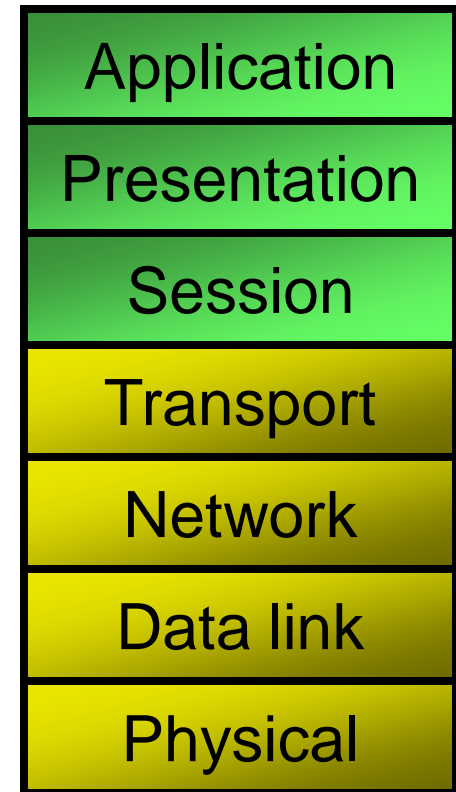 Application
Presentation
Session
Transport
Network
Data link
Physical